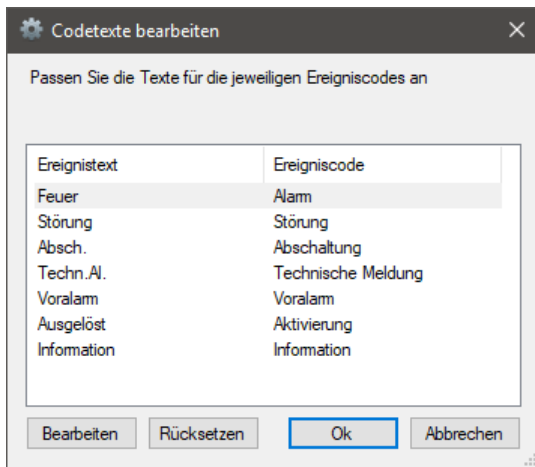 Codetexte bearbeiten
Passen Sie die Texte für die jeweiligen Ereigniscodes an
Ereignistext Ereigniscode
Feuer Alarm
Störung Störung
Absch. Abschaltung
Techn.Al. Technische Meldung
Voralarm Voralarm
Ausgelöst Aktivierung
Information Information
Bearbeiten Rücksetzen Ok Abbrechen